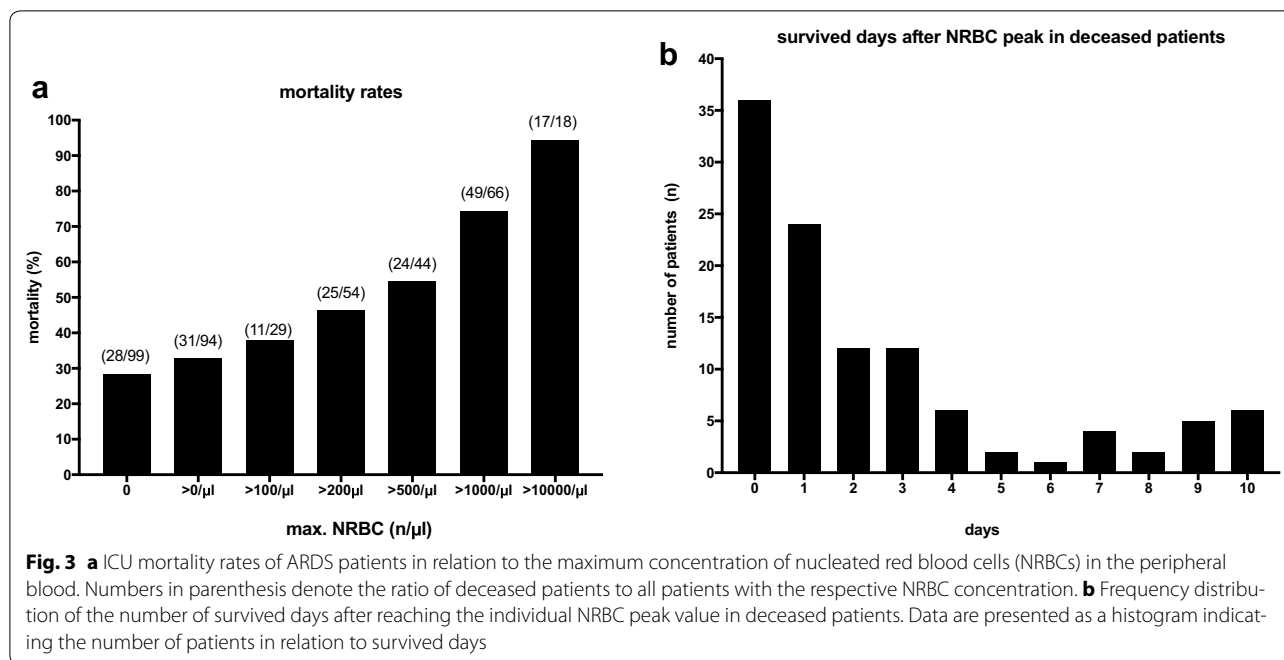 a
mortality rates
mortality (%)
100
90
80
70
60
50
40
30
20
10
0
(28/99)
(31/94)
(11/29)
(25/54)
(24/44)
(49/66)
(17/18)
0 >0/µl >100/µl >200µl >500/µl >1000/µl >10000/µl
max. NRBC (n/µl)
b
survived days after NRBC peak in deceased patients
number of patients (n)
40
35
30
25
20
15
10
5
0
0 1 2 3 4 5 6 7 8 9 10
days
Fig. 3 a ICU mortality rates of ARDS patients in relation to the maximum concentration of nucleated red blood cells (NRBCs) in the peripheral
blood. Numbers in parenthesis denote the ratio of deceased patients to all patients with the respective NRBC concentration. b Frequency distribu-
tion of the number of survived days after reaching the individual NRBC peak value in deceased patients. Data are presented as a histogram indicat-
ing the number of patients in relation to survived days